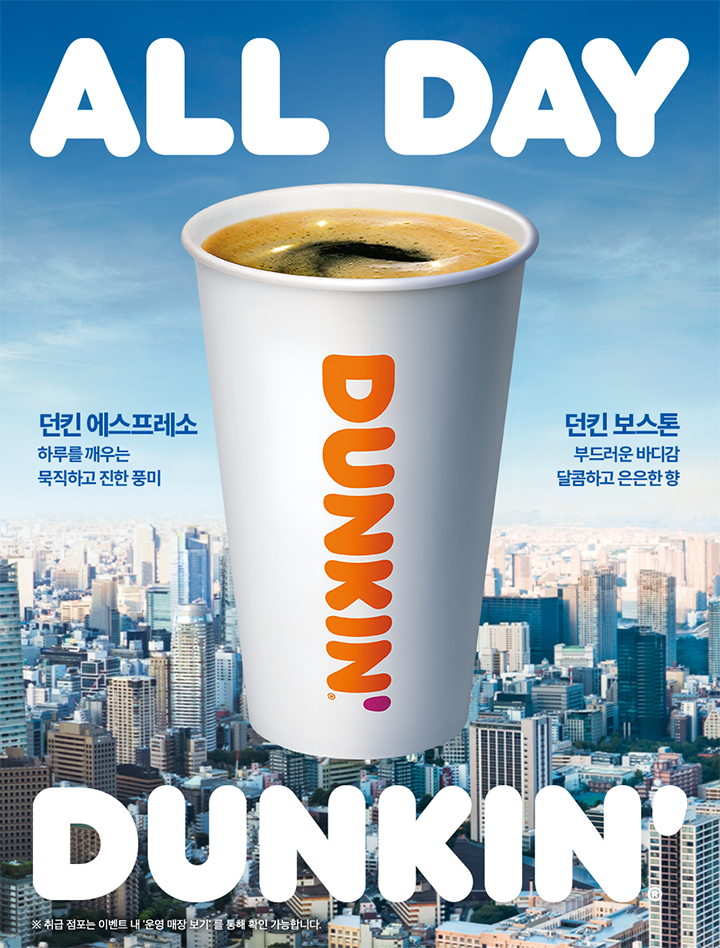 ALL DAY
DUNKIN'®
던킨 에스프레소
하루를 깨우는
묵직하고 진한 풍미
던킨 보스톤
부드러운 바디감
달콤하고 은은한 향
DUNKIN'®
※ 취급 점포는 이벤트 내 '운영 매장 보기' 를 통해 확인 가능합니다.